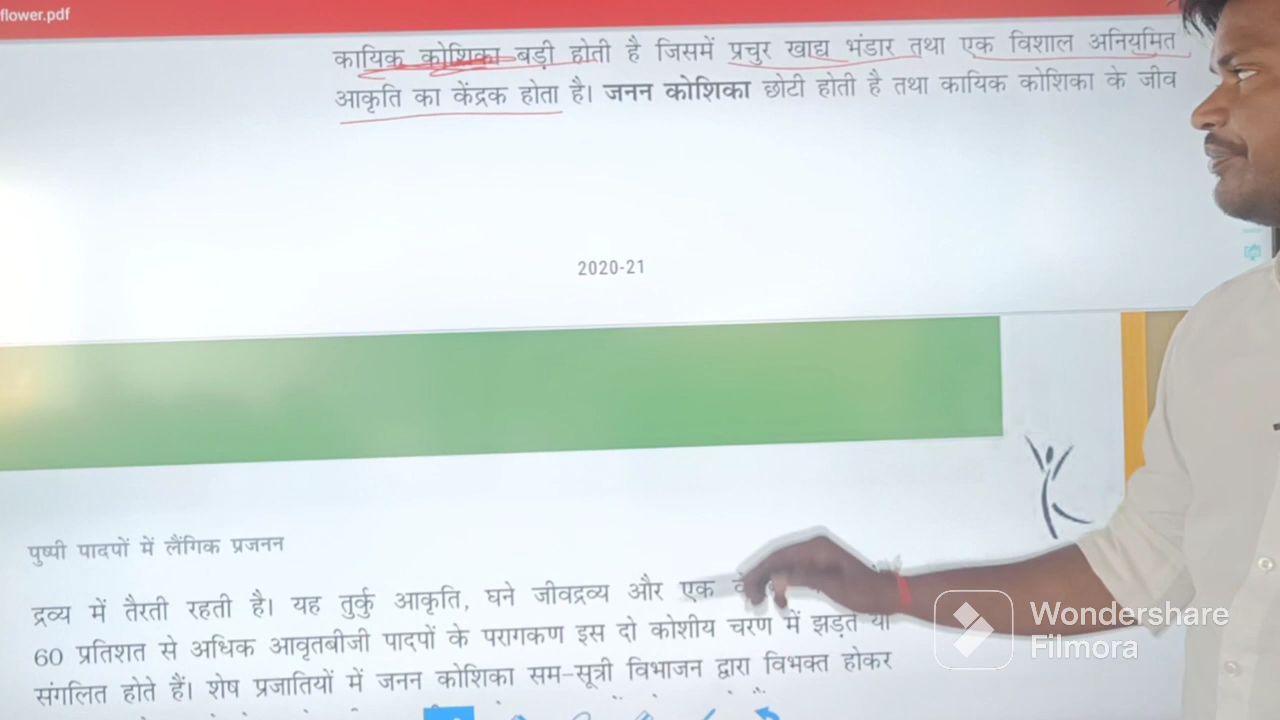 flower.pdf
कायिक कोशिका बड़ी होती है जिसमें प्रचुर खाद्य भंडार तथा एक विशाल अनियमित
आकृति का केंद्रक होता है। जनन कोशिका छोटी होती है तथा कायिक कोशिका के जीव
2020-21
पुष्पी पादपों में लैंगिक प्रजनन
द्रव्य में तैरती रहती है। यह तुर्कु आकृति, घने जीवद्रव्य और एक
60 प्रतिशत से अधिक आवृतबीजी पादपों के परागकण इस दो कोशीय चरण में झड़ते या
संगलित होते हैं। शेष प्रजातियों में जनन कोशिका सम-सूत्री विभाजन द्वारा विभक्त होकर
Wondershare
Filmora